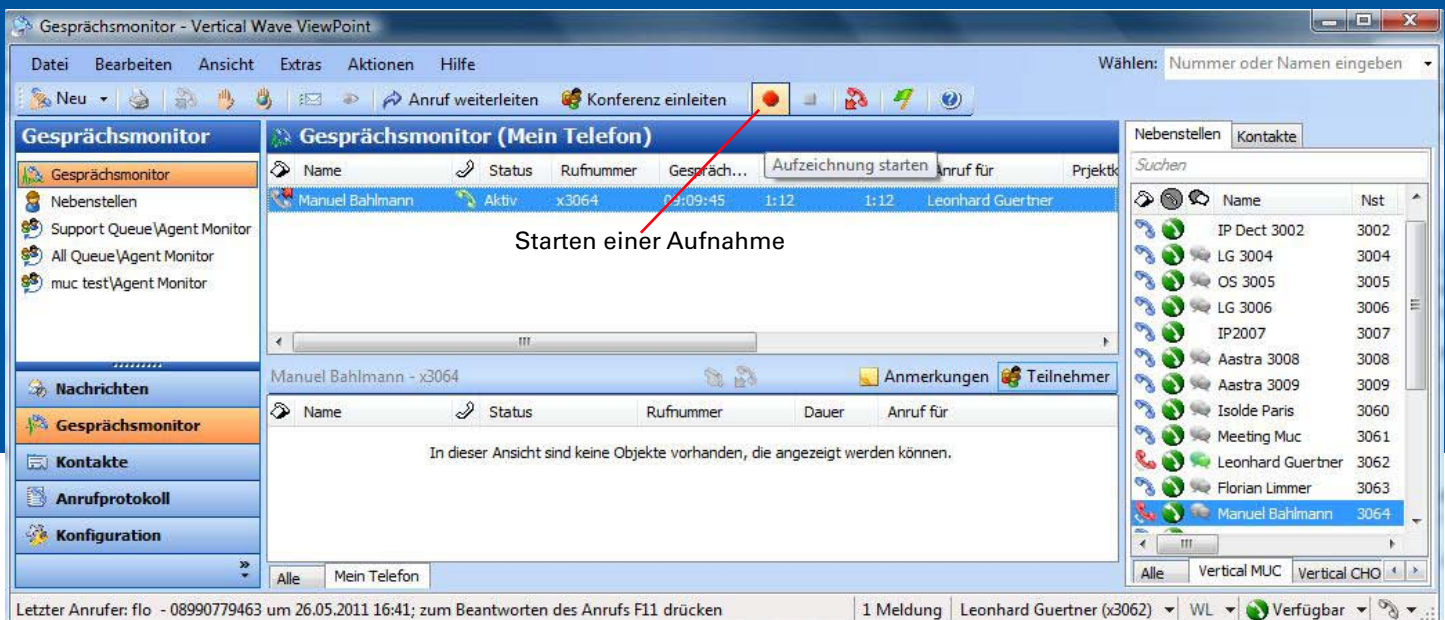 Gesprächsmonitor - Vertical Wave ViewPoint
Datei Bearbeiten Ansicht Extras Aktionen Hilfe
Wählen: Nummer oder Namen eingeben
Neu Anruf weiterleiten Konferenz einleiten
Gesprächsmonitor
Gesprächsmonitor
Nebenstellen
Support Queue\Agent Monitor
All Queue\Agent Monitor
muc test\Agent Monitor
Nachrichten
Gesprächsmonitor
Kontakte
Anrufprotokoll
Konfiguration
Gesprächsmonitor (Mein Telefon)
Name Status Rufnummer Gespräch... Anruf für Prjektk
Aufzeichnung starten
Manuel Bahlmann Aktiv x3064 09:09:45 1:12 1:12 Leonhard Guertner
Starten einer Aufnahme
Manuel Bahlmann - x3064 Anmerkungen Teilnehmer
Name Status Rufnummer Dauer Anruf für
In dieser Ansicht sind keine Objekte vorhanden, die angezeigt werden können.
Alle Mein Telefon
Nebenstellen Kontakte
Suchen
Name Nst
IP Dect 3002 3002
LG 3004 3004
OS 3005 3005
LG 3006 3006
IP2007 3007
Aastra 3008 3008
Aastra 3009 3009
Isolde Paris 3060
Meeting Muc 3061
Leonhard Guertner 3062
Florian Limmer 3063
Manuel Bahlmann 3064
Alle Vertical MUC Vertical CHO
Letzter Anrufer: flo - 08990779463 um 26.05.2011 16:41; zum Beantworten des Anrufs F11 drücken
1 Meldung Leonhard Guertner (x3062) WL Verfügbar